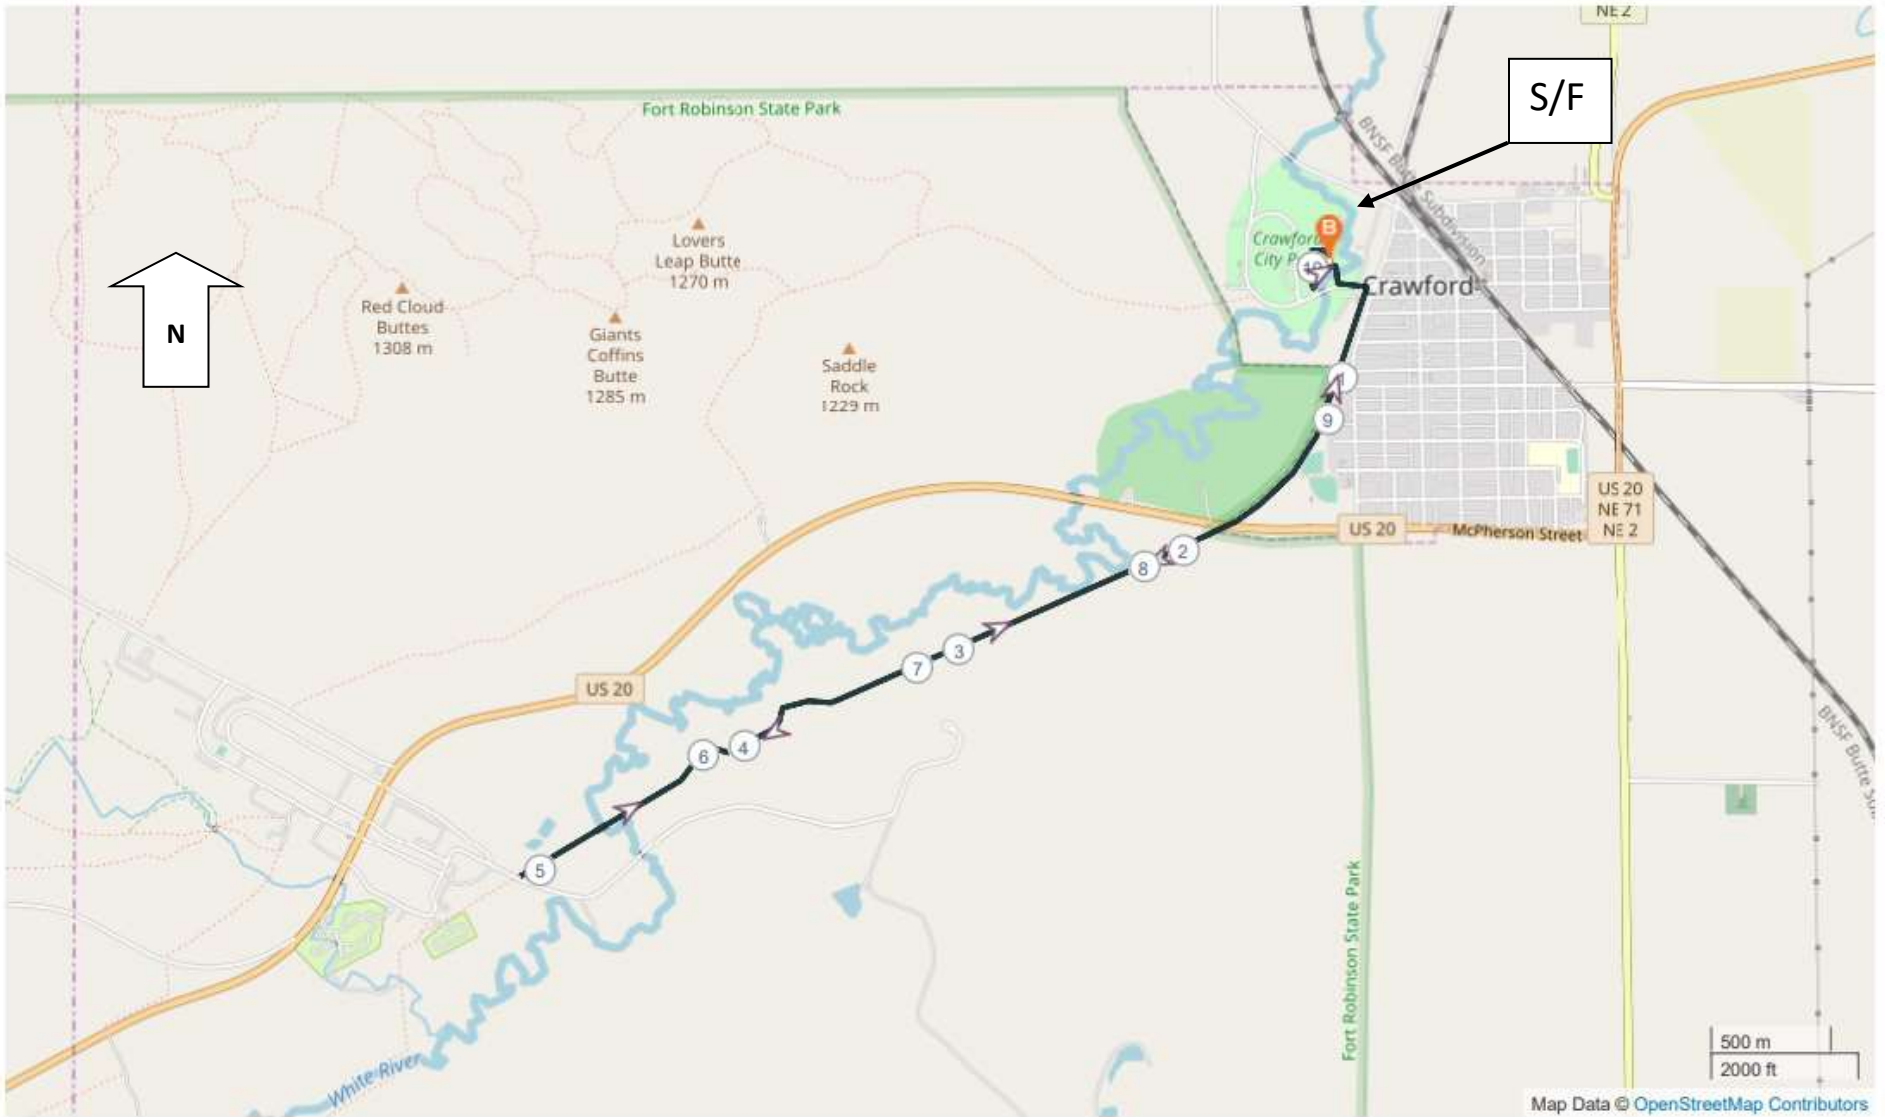 NE 2
S/F
Fort Robinson State Park
BNSF Butte Subdivision
Lovers
Leap Butte
1270 m
Crawford
City P
B
10
Crawford
N
Red Cloud
Buttes
1308 m
Giants
Coffins
Butte
1285 m
Saddle
Rock
1229 m
1
9
US 20
NE 71
NE 2
US 20
McPherson Street
2
8
3
7
US 20
4
6
5
BNSF Butte Su
Fort Robinson State Park
White River
500 m
2000 ft
Map Data © OpenStreetMap Contributors